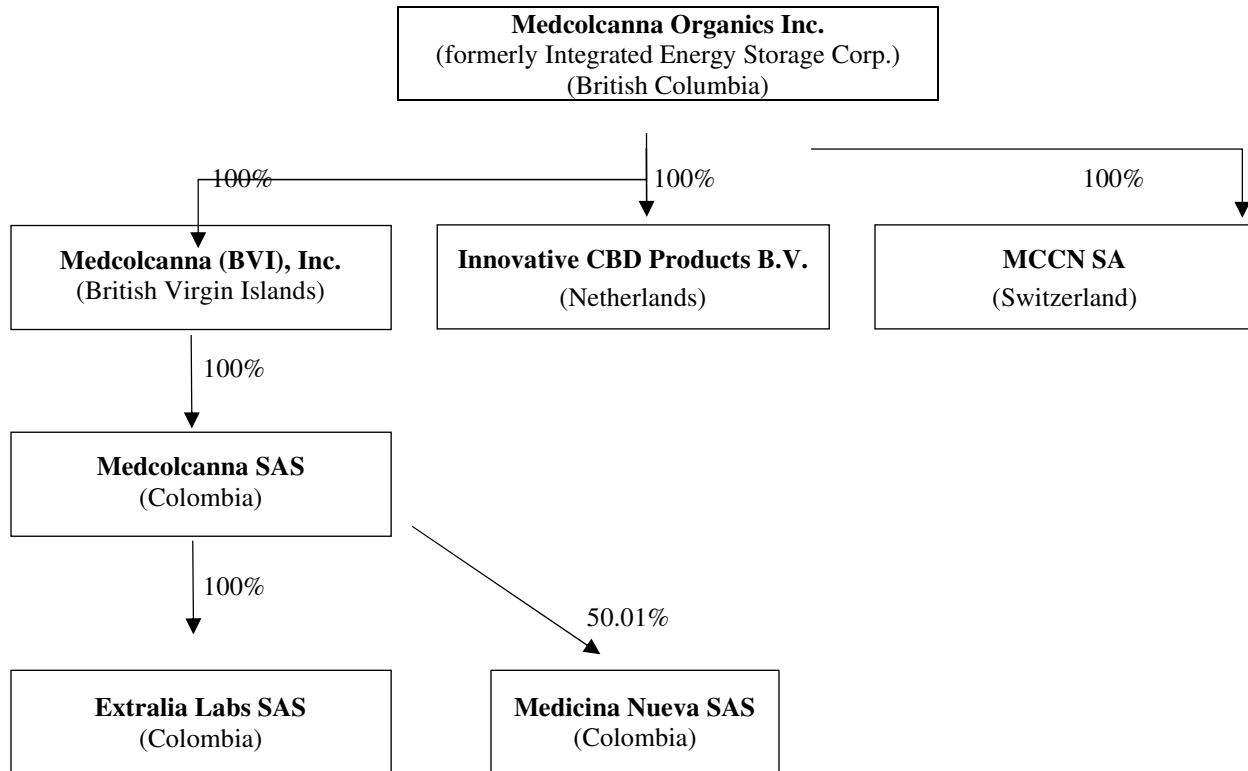 Medcolcanna Organics Inc.
(formerly Integrated Energy Storage Corp.)
(British Columbia)
100%
100%
100%
Medcolcanna (BVI), Inc.
(British Virgin Islands)
Innovative CBD Products B.V.
(Netherlands)
MCCN SA
(Switzerland)
100%
Medcolcanna SAS
(Colombia)
100%
50.01%
Extralia Labs SAS
(Colombia)
Medicina Nueva SAS
(Colombia)